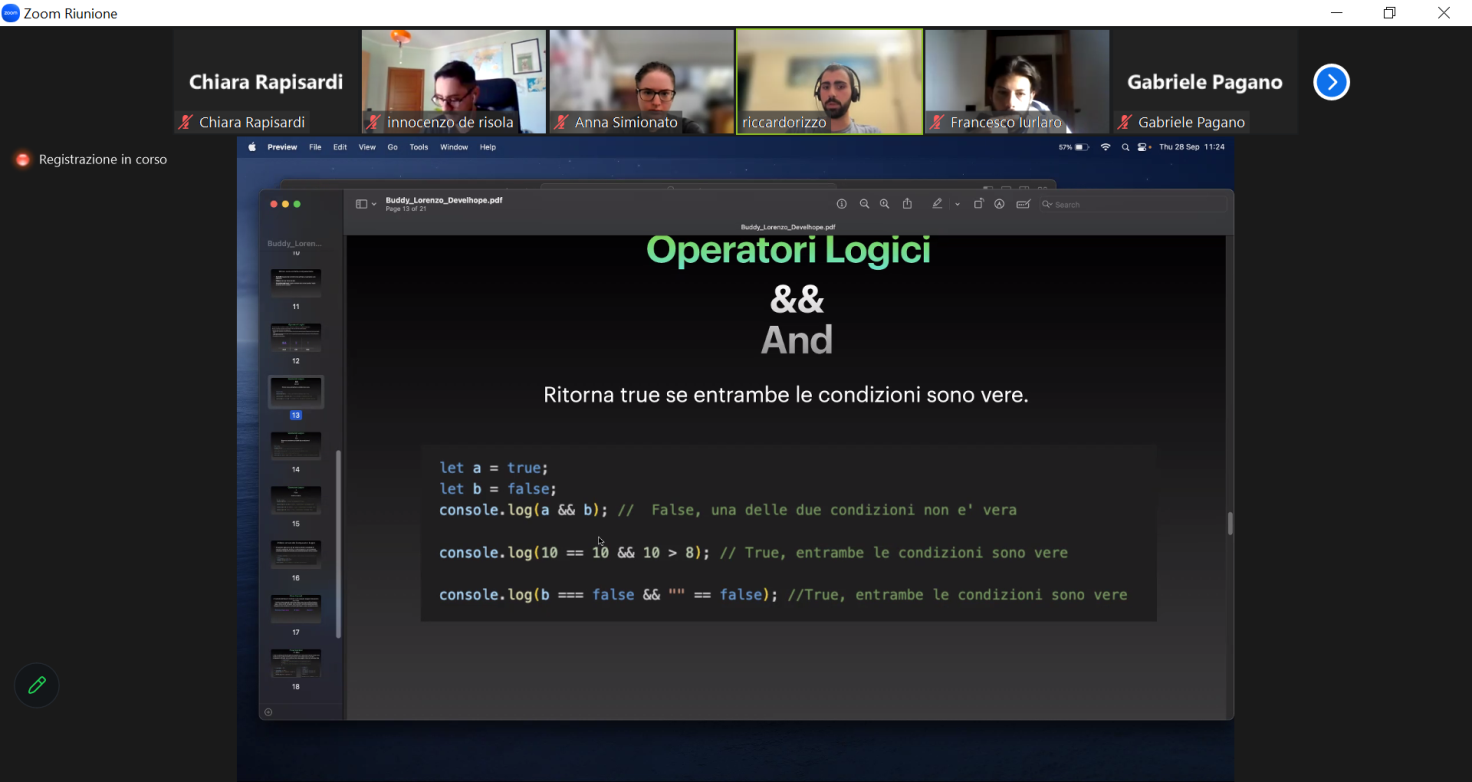 Zoom Riunione
Chiara Rapisardi
Gabriele Pagano
Chiara Rapisardi
innocenzo de risola
Anna Simionato
riccardorizzo
Francesco Iurlaro
Gabriele Pagano
Registrazione in corso
Preview File Edit View Go Tools Window Help
57% Thu 28 Sep 11:24
Buddy_Lorenzo_Develhope.pdf
Page 13 of 21
Search
Buddy_Lorenzo_Develhope.pdf
Buddy_Loren...
10
11
12
13
14
15
16
17
18
Operatori Logici
&&
And
Ritorna true se entrambe le condizioni sono vere.
let a = true;
let b = false;
console.log(a && b); // False, una delle due condizioni non e' vera
console.log(10 == 10 && 10 > 8); // True, entrambe le condizioni sono vere
console.log(b === false && "" == false); //True, entrambe le condizioni sono vere